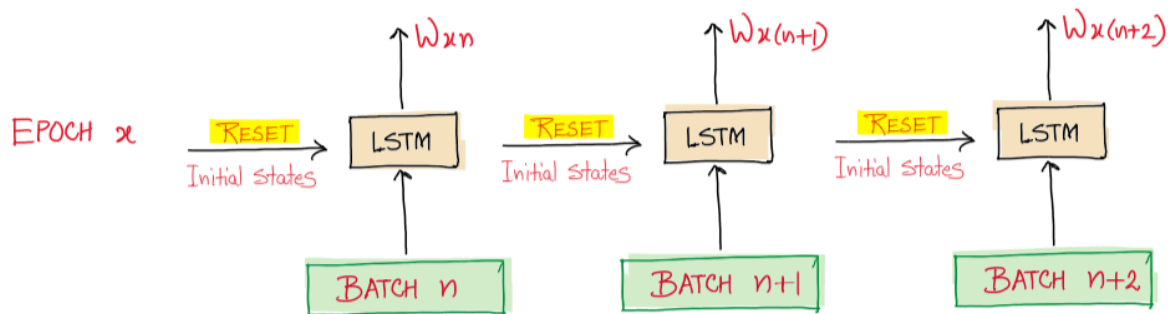 Wxn
Wx(n+1)
Wx(n+2)
EPOCH x
RESET
LSTM
RESET
LSTM
RESET
LSTM
Initial States
Initial States
Initial States
BATCH n
BATCH n+1
BATCH n+2